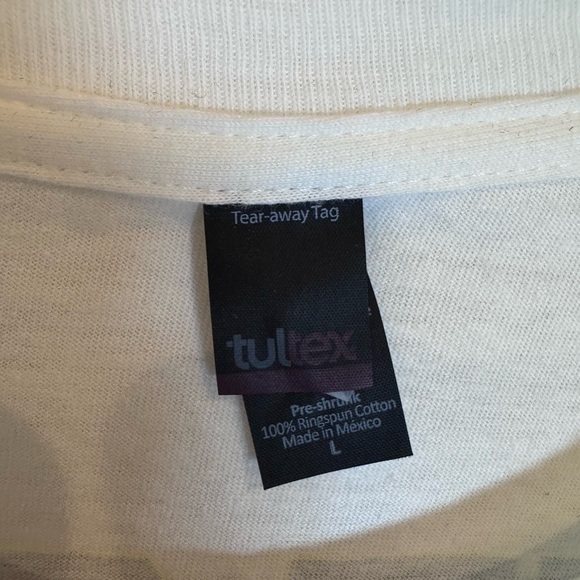 Tear-away Tag
tultex
Pre-shrunk
100% Ringspun Cotton
Made in México
L